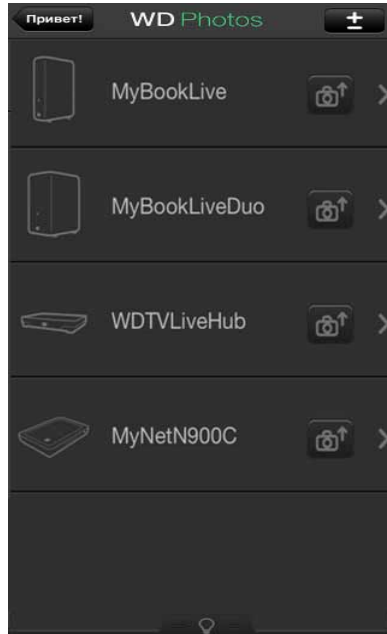 Привет!
WD Photos
±
MyBookLive
MyBookLiveDuo
WDTVLiveHub
MyNetN900C